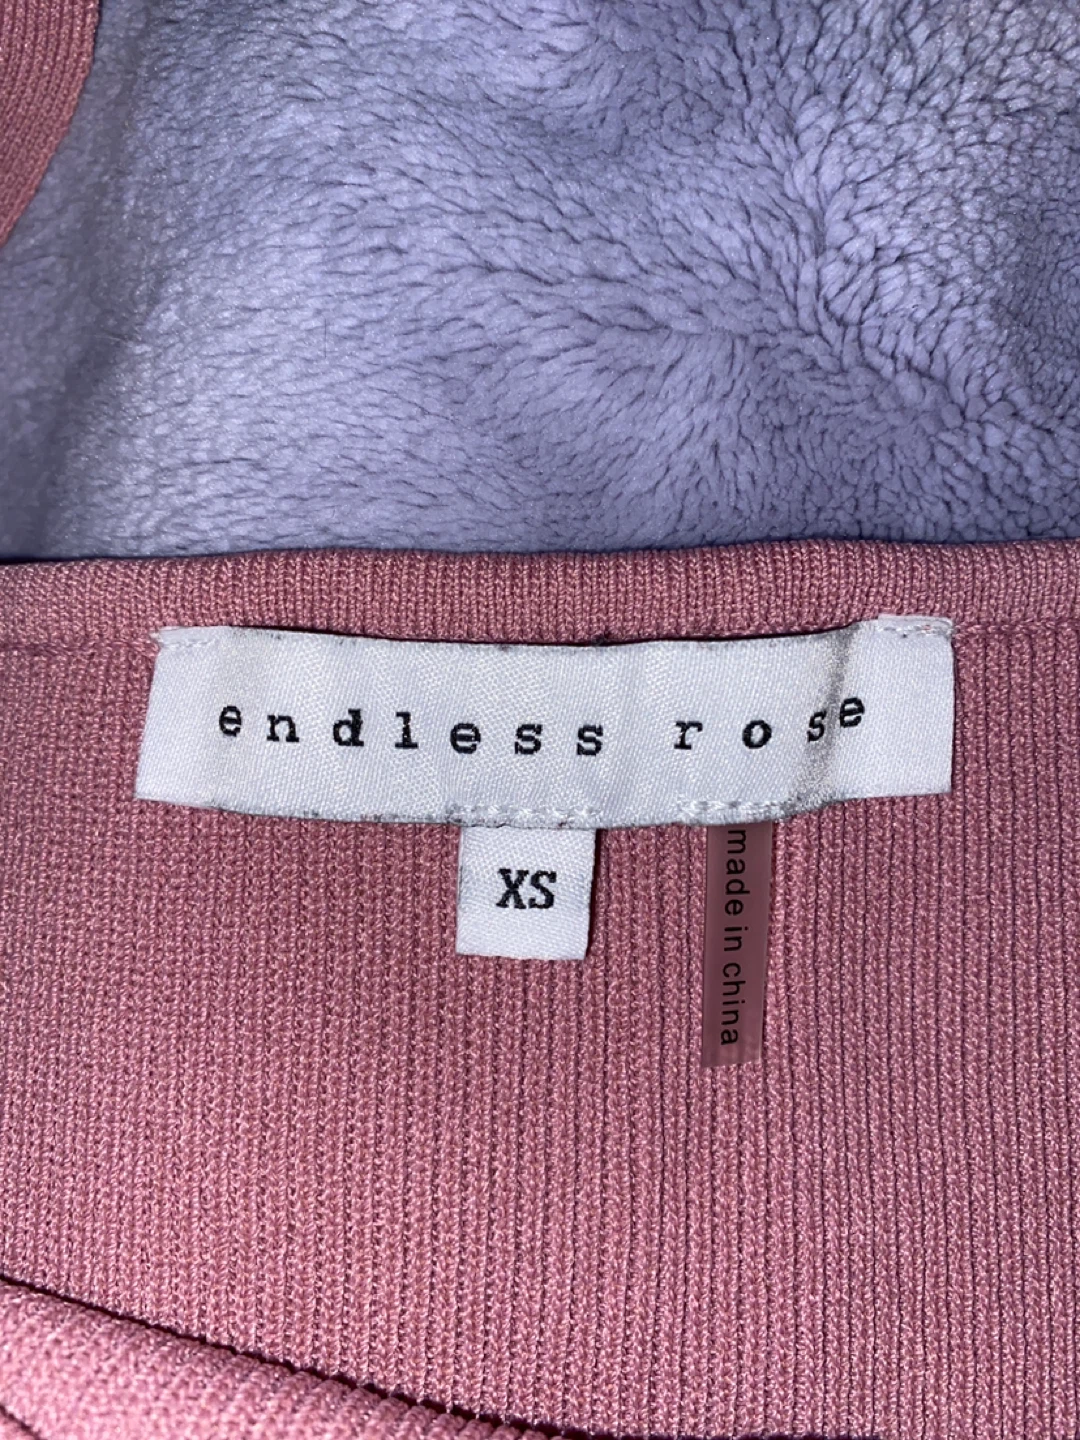 endless rose
XS
made in china